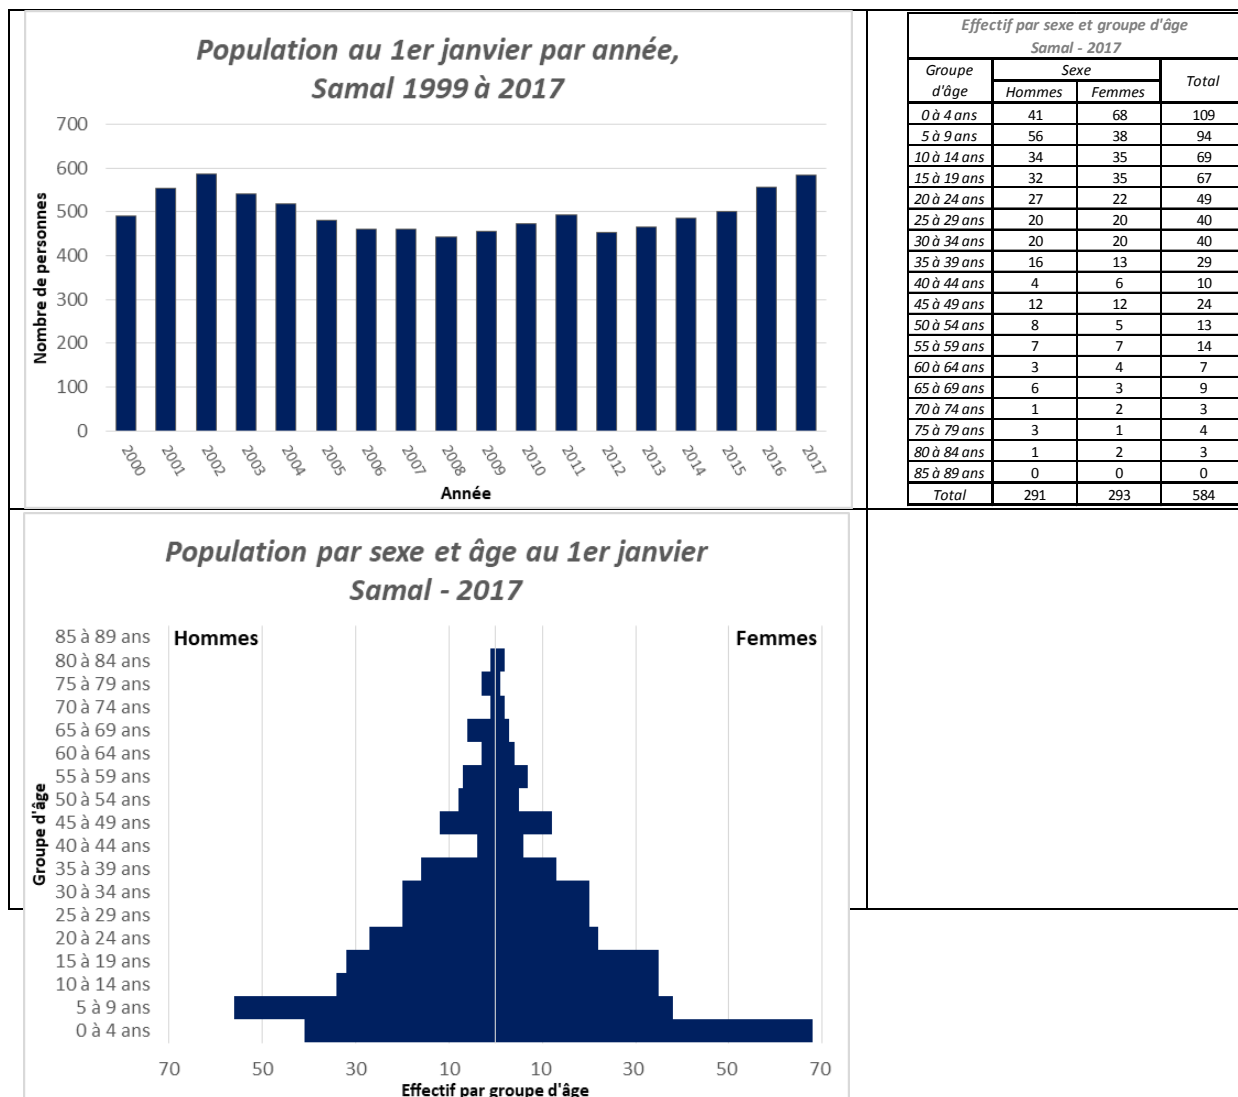 Population au 1er janvier par année,
Samal 1999 à 2017
700
600
500
400
300
200
100
0
Nombre de personnes
2000 2001 2002 2003 2004 2005 2006 2007 2008 2009 2010 2011 2012 2013 2014 2015 2016 2017
Année
Effectif par sexe et groupe d'âge
Samal - 2017
Groupe d'âge Sexe Total
Hommes Femmes
0 à 4 ans 41 68 109
5 à 9 ans 56 38 94
10 à 14 ans 34 35 69
15 à 19 ans 32 35 67
20 à 24 ans 27 22 49
25 à 29 ans 20 20 40
30 à 34 ans 20 20 40
35 à 39 ans 16 13 29
40 à 44 ans 4 6 10
45 à 49 ans 12 12 24
50 à 54 ans 8 5 13
55 à 59 ans 7 7 14
60 à 64 ans 3 4 7
65 à 69 ans 6 3 9
70 à 74 ans 1 2 3
75 à 79 ans 3 1 4
80 à 84 ans 1 2 3
85 à 89 ans 0 0 0
Total 291 293 584
Population par sexe et âge au 1er janvier
Samal - 2017
Hommes Femmes
Groupe d'âge
85 à 89 ans
80 à 84 ans
75 à 79 ans
70 à 74 ans
65 à 69 ans
60 à 64 ans
55 à 59 ans
50 à 54 ans
45 à 49 ans
40 à 44 ans
35 à 39 ans
30 à 34 ans
25 à 29 ans
20 à 24 ans
15 à 19 ans
10 à 14 ans
5 à 9 ans
0 à 4 ans
70 50 30 10 10 30 50 70
Effectif par groupe d'âge